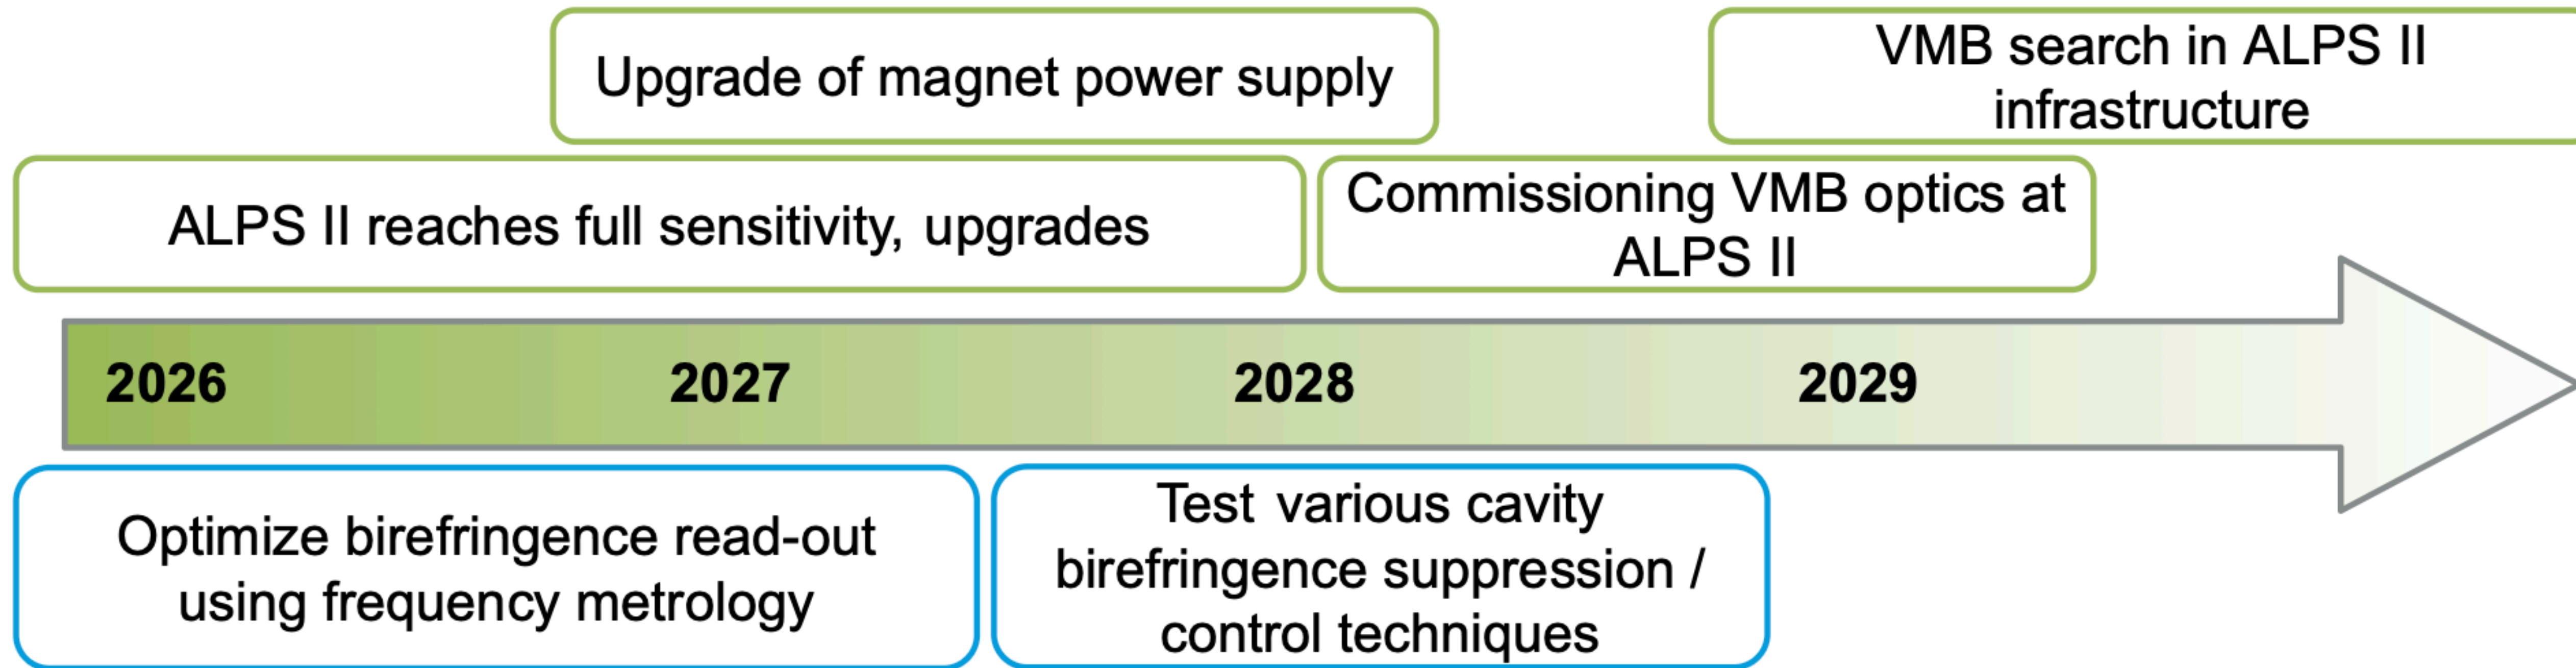 Upgrade of magnet power supply
VMB search in ALPS II
infrastructure
ALPS II reaches full sensitivity, upgrades
Commissioning VMB optics at
ALPS II
2026
2027
2028
2029
Optimize birefringence read-out
using frequency metrology
Test various cavity
birefringence suppression /
control techniques